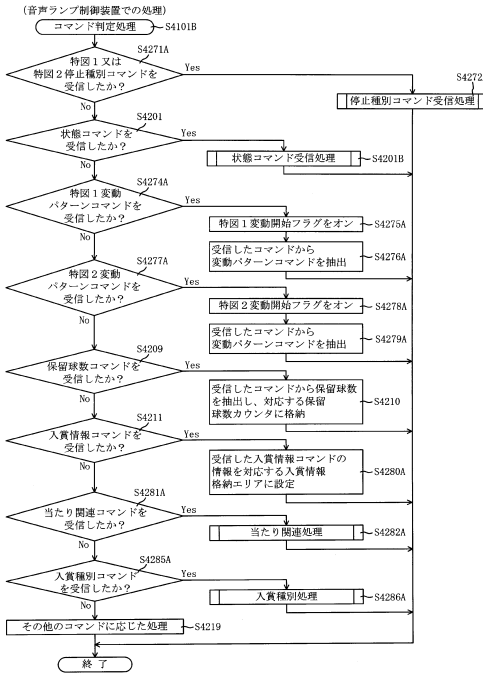 (音声ランプ制御装置での処理)
コマンド判定処理
S4101B
特図1又は
特図2停止種別コマンドを
受信したか?
S4271A
Yes
No
S4272
停止種別コマンド受信処理
状態コマンドを
受信したか?
S4201
Yes
No
状態コマンド受信処理
S4201B
特図1変動
パターンコマンドを
受信したか?
S4274A
Yes
No
特図1変動開始フラグをオン
S4275A
受信したコマンドから
変動パターンコマンドを抽出
S4276A
特図2変動
パターンコマンドを
受信したか?
S4277A
Yes
No
特図2変動開始フラグをオン
S4278A
受信したコマンドから
変動パターンコマンドを抽出
S4279A
保留球数コマンドを
受信したか?
S4209
Yes
No
受信したコマンドから保留球数
を抽出し、対応する保留
球数カウンタに格納
S4210
入賞情報コマンドを
受信したか?
S4211
Yes
No
受信した入賞情報コマンドの
情報を対応する入賞情報
格納エリアに設定
S4280A
当たり関連コマンドを
受信したか?
S4281A
Yes
No
当たり関連処理
S4282A
入賞種別コマンド
を受信したか?
S4285A
Yes
No
入賞種別処理
S4286A
その他のコマンドに応じた処理
S4219
終了